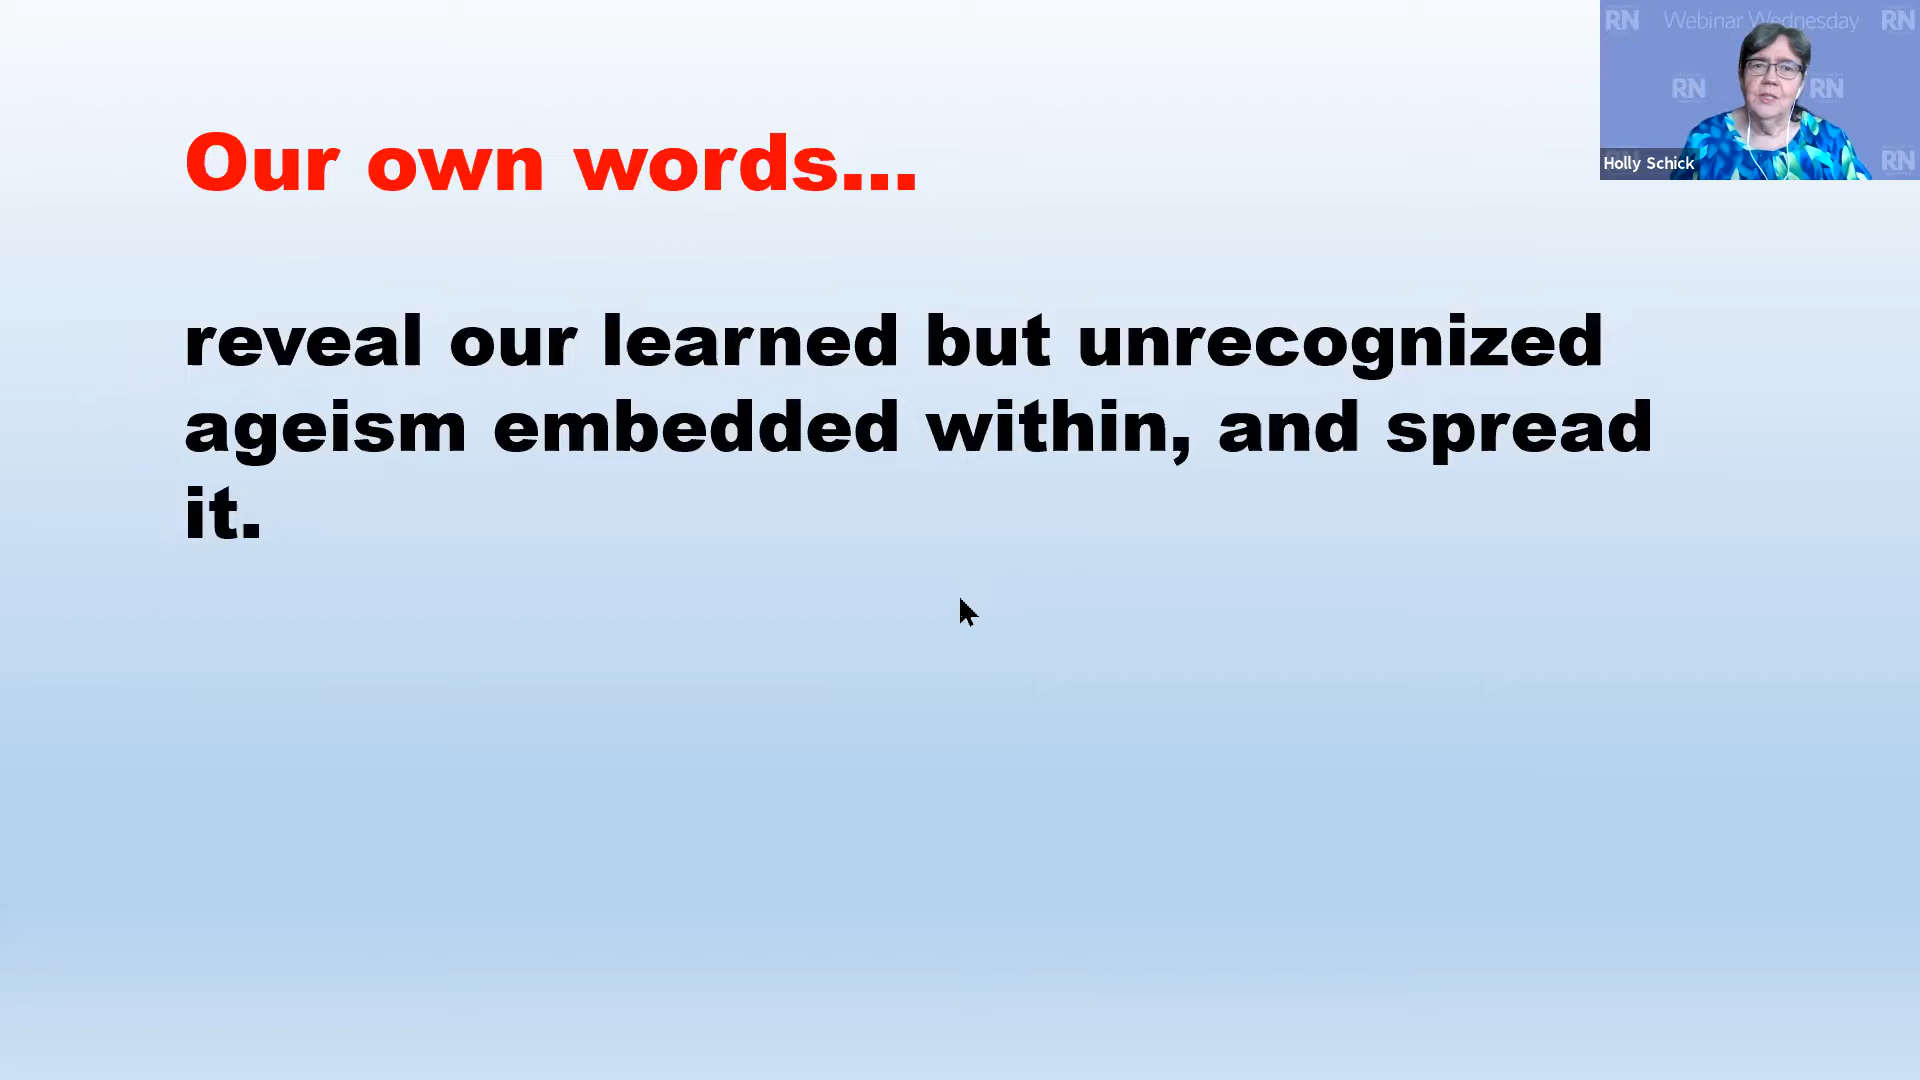 RN Webinar Wednesday RN
RN RN
Holly Schick RN
Our own words...
reveal our learned but unrecognized
ageism embedded within, and spread
it.